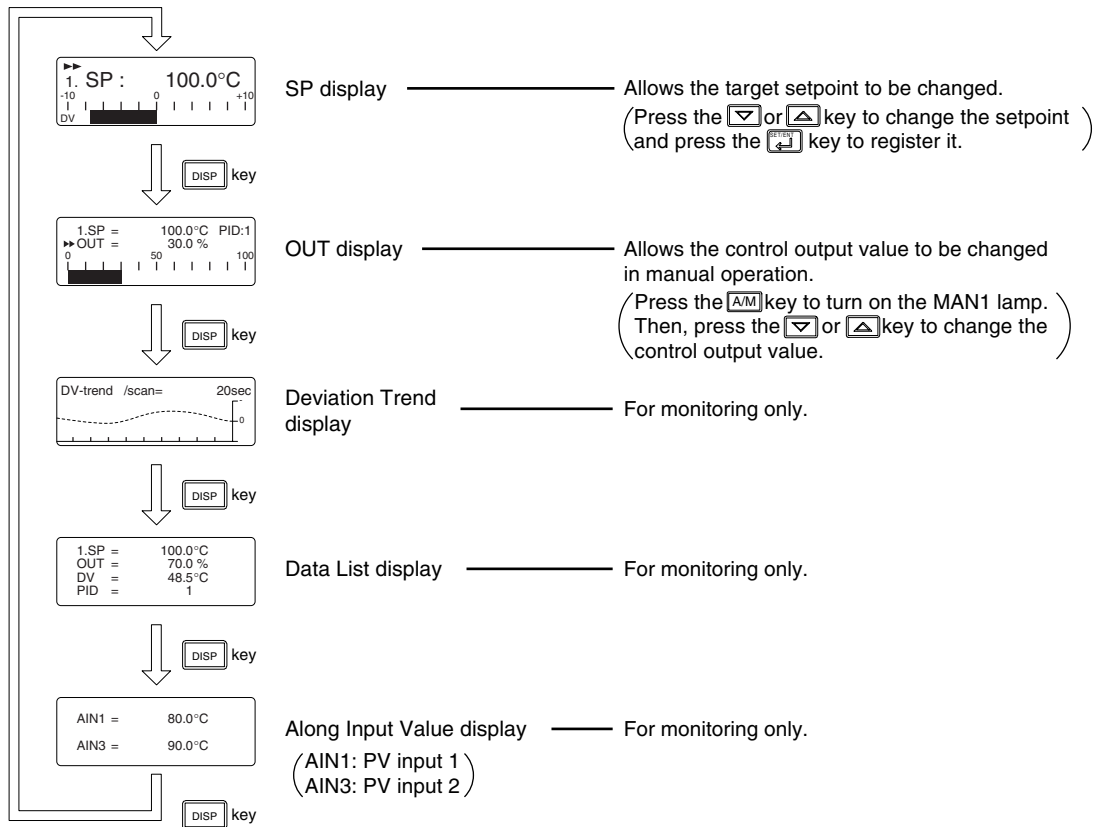 ▶▶
1. SP : 100.0°C
-10 0 +10
DV
SP display
Allows the target setpoint to be changed.
(Press the ▽ or △ key to change the setpoint
and press the SET/ENT key to register it.)
DISP key
1.SP = 100.0°C PID:1
▶▶OUT = 30.0 %
0 50 100
OUT display
Allows the control output value to be changed
in manual operation.
(Press the A/M key to turn on the MAN1 lamp.
Then, press the ▽ or △ key to change the
control output value.)
DISP key
DV-trend /scan= 20sec
0
Deviation Trend
display
For monitoring only.
DISP key
1.SP = 100.0°C
OUT = 70.0 %
DV = 48.5°C
PID = 1
Data List display
For monitoring only.
DISP key
AIN1 = 80.0°C
AIN3 = 90.0°C
Along Input Value display
For monitoring only.
(AIN1: PV input 1
AIN3: PV input 2)
DISP key